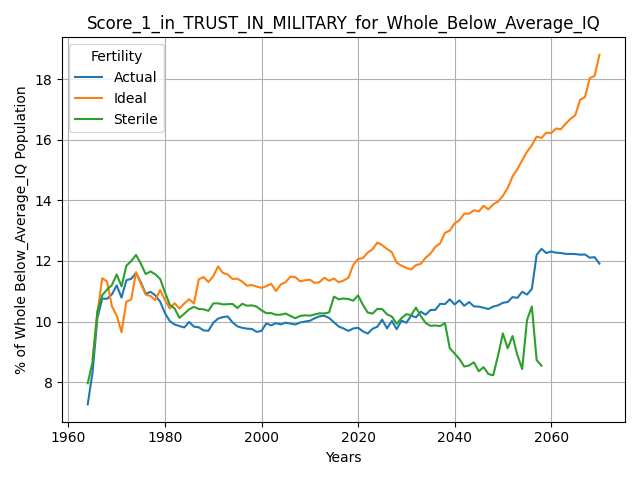 Score_1_in_TRUST_IN_MILITARY_for_Whole_Below_Average_IQ
Fertility
Actual
Ideal
Sterile
% of Whole Below_Average_IQ Population
18
16
14
12
10
8
1960 1980 2000 2020 2040 2060
Years